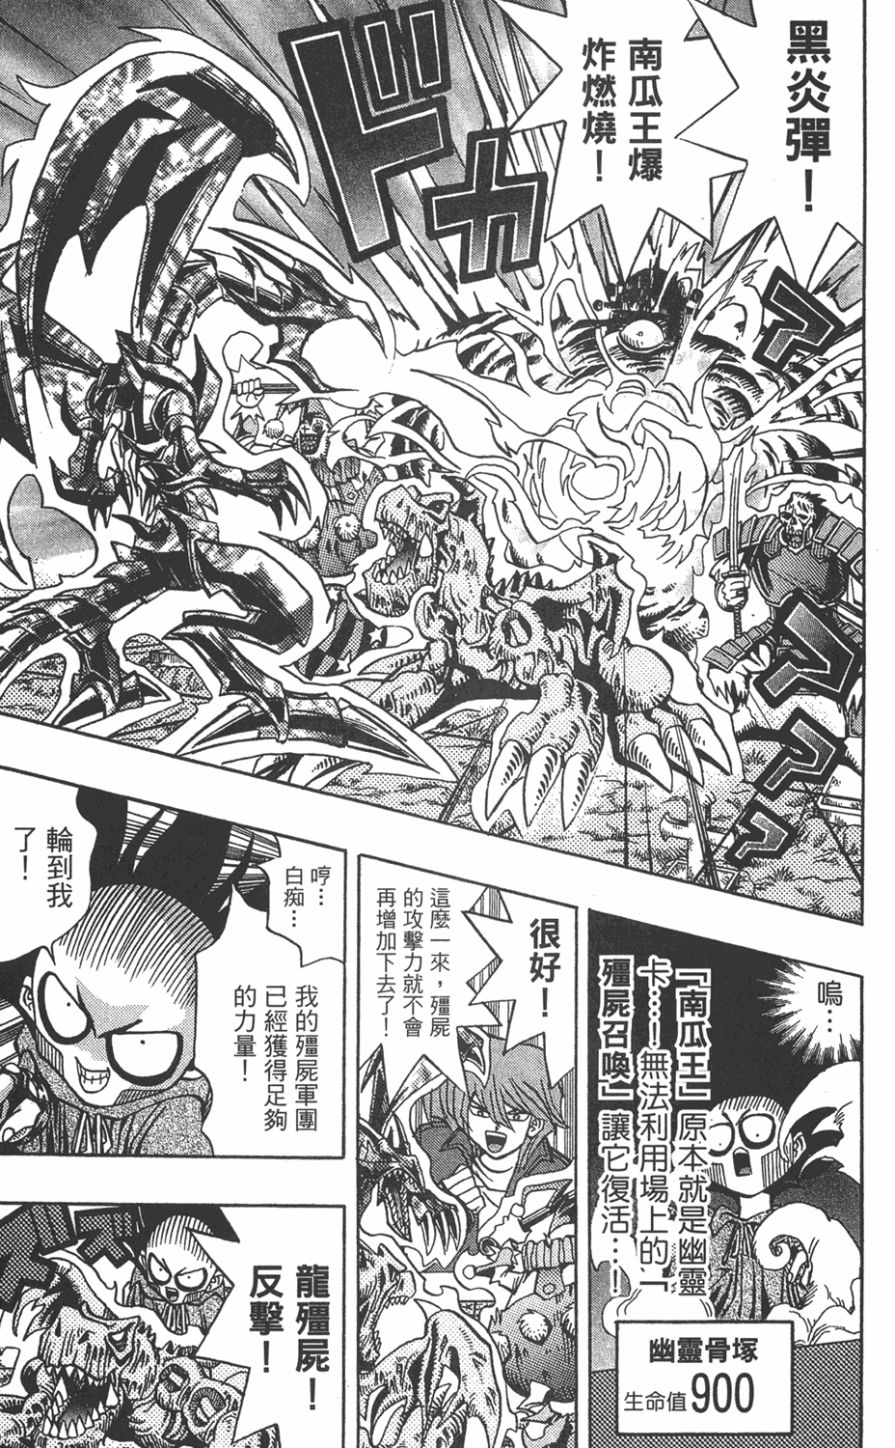 黑炎彈！
南瓜王爆
炸燃燒！
ドカァァァ
嗚…
『南瓜王』原本就是幽靈
卡…！無法利用場上的「
殭屍召喚」讓它復活…！
幽靈骨塚
生命值900
很好！
這麼一來，殭屍
的攻擊力就不會
再增加下去了！
哼…
白痴…
我的殭屍軍團
已經獲得足夠
的力量！
輪到我
了！
龍殭屍！
反擊！
ズズ